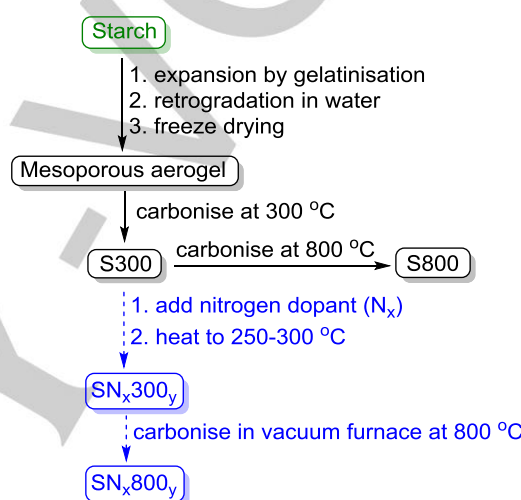 Starch
1. expansion by gelatinisation
2. retrogradation in water
3. freeze drying
Mesoporous aerogel
carbonise at 300 °C
S300
carbonise at 800 °C
S800
1. add nitrogen dopant (Nₓ)
2. heat to 250-300 °C
SNₓ300ᵧ
carbonise in vacuum furnace at 800 °C
SNₓ800ᵧ